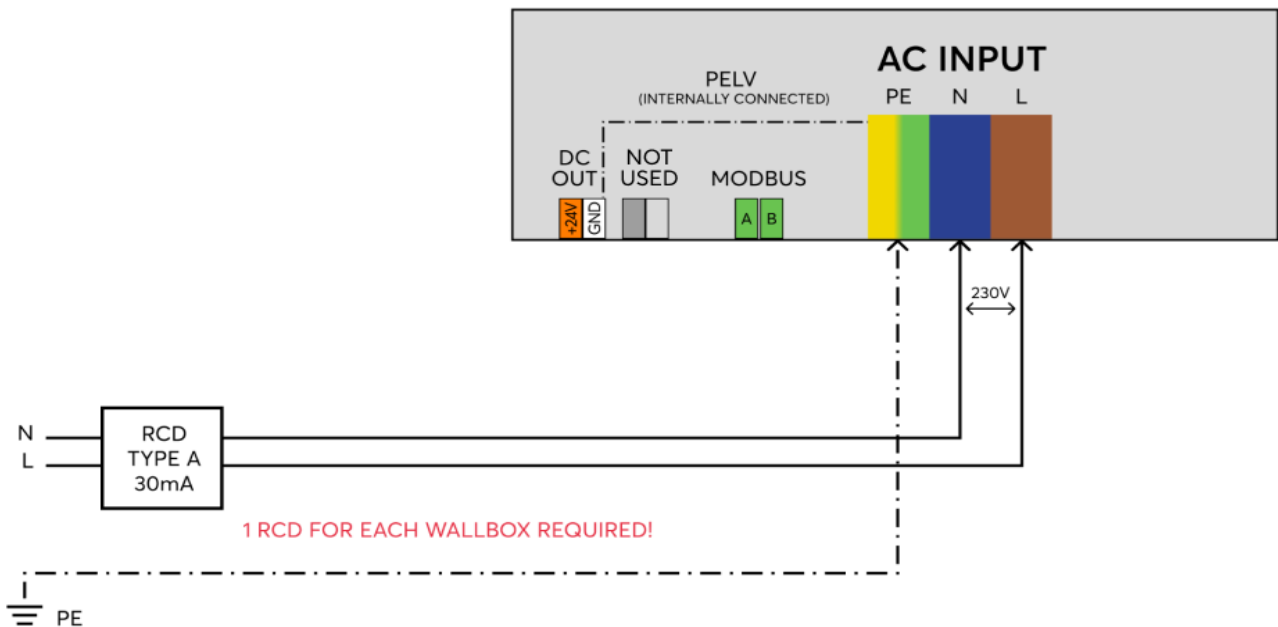 AC INPUT
PELV
(INTERNALLY CONNECTED)
PE N L
DC
OUT
NOT
USED
MODBUS
+24V
GND
A B
230V
N
L
RCD
TYPE A
30mA
1 RCD FOR EACH WALLBOX REQUIRED!
PE